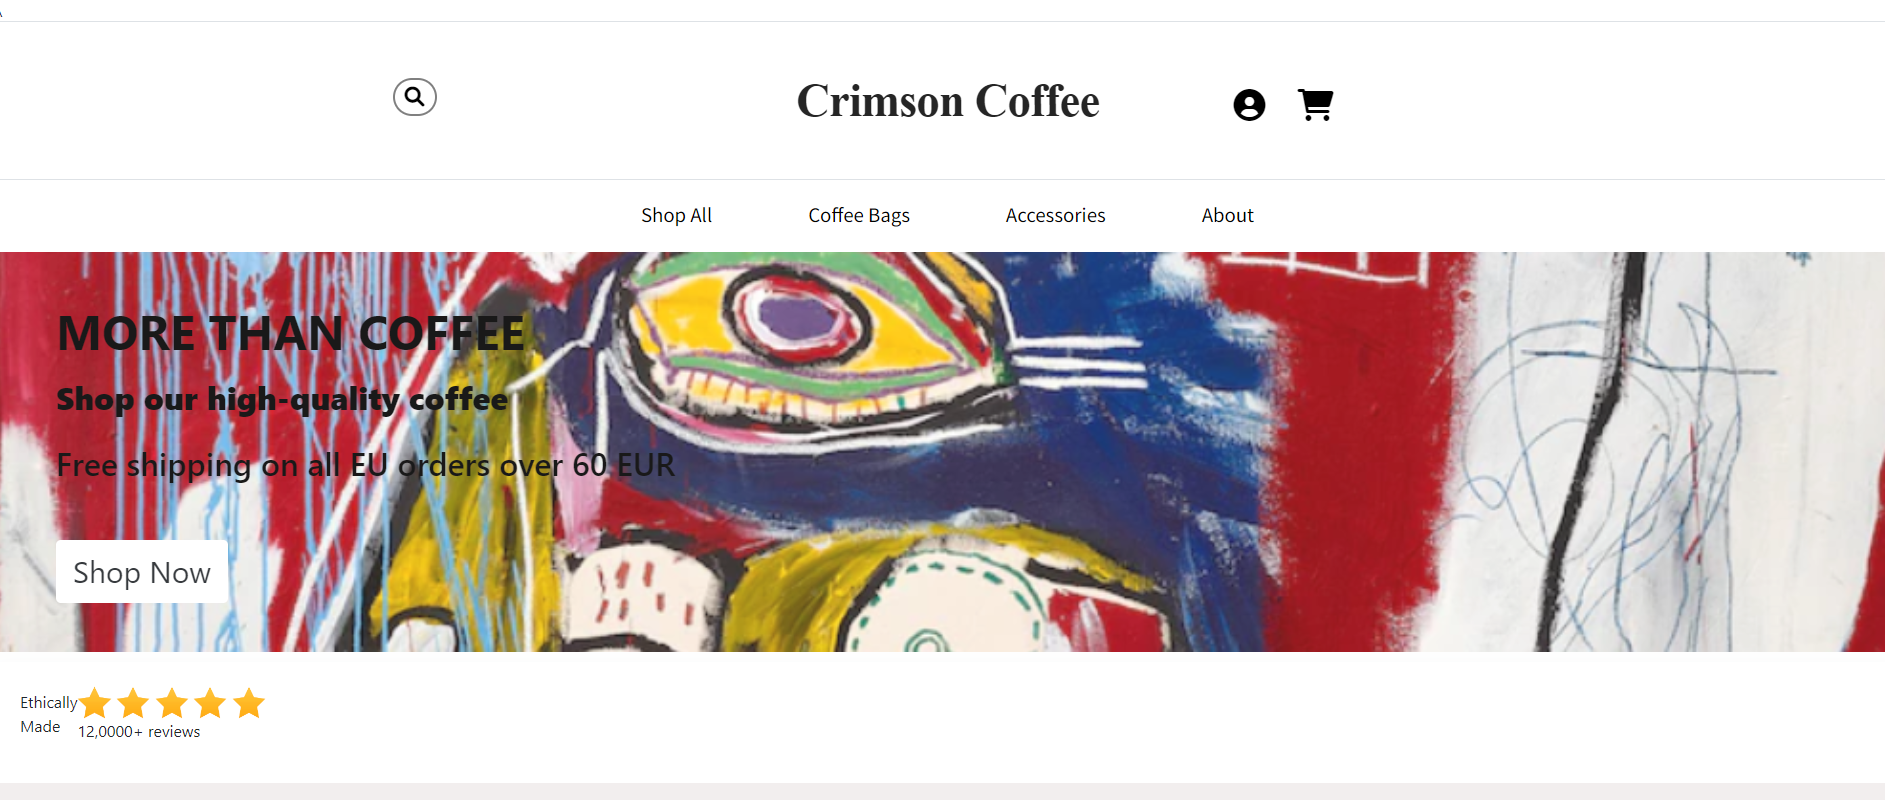 Crimson Coffee
Shop All Coffee Bags Accessories About
MORE THAN COFFEE
Shop our high-quality coffee
Free shipping on all EU orders over 60 EUR
Shop Now
Ethically
Made
12,0000+ reviews